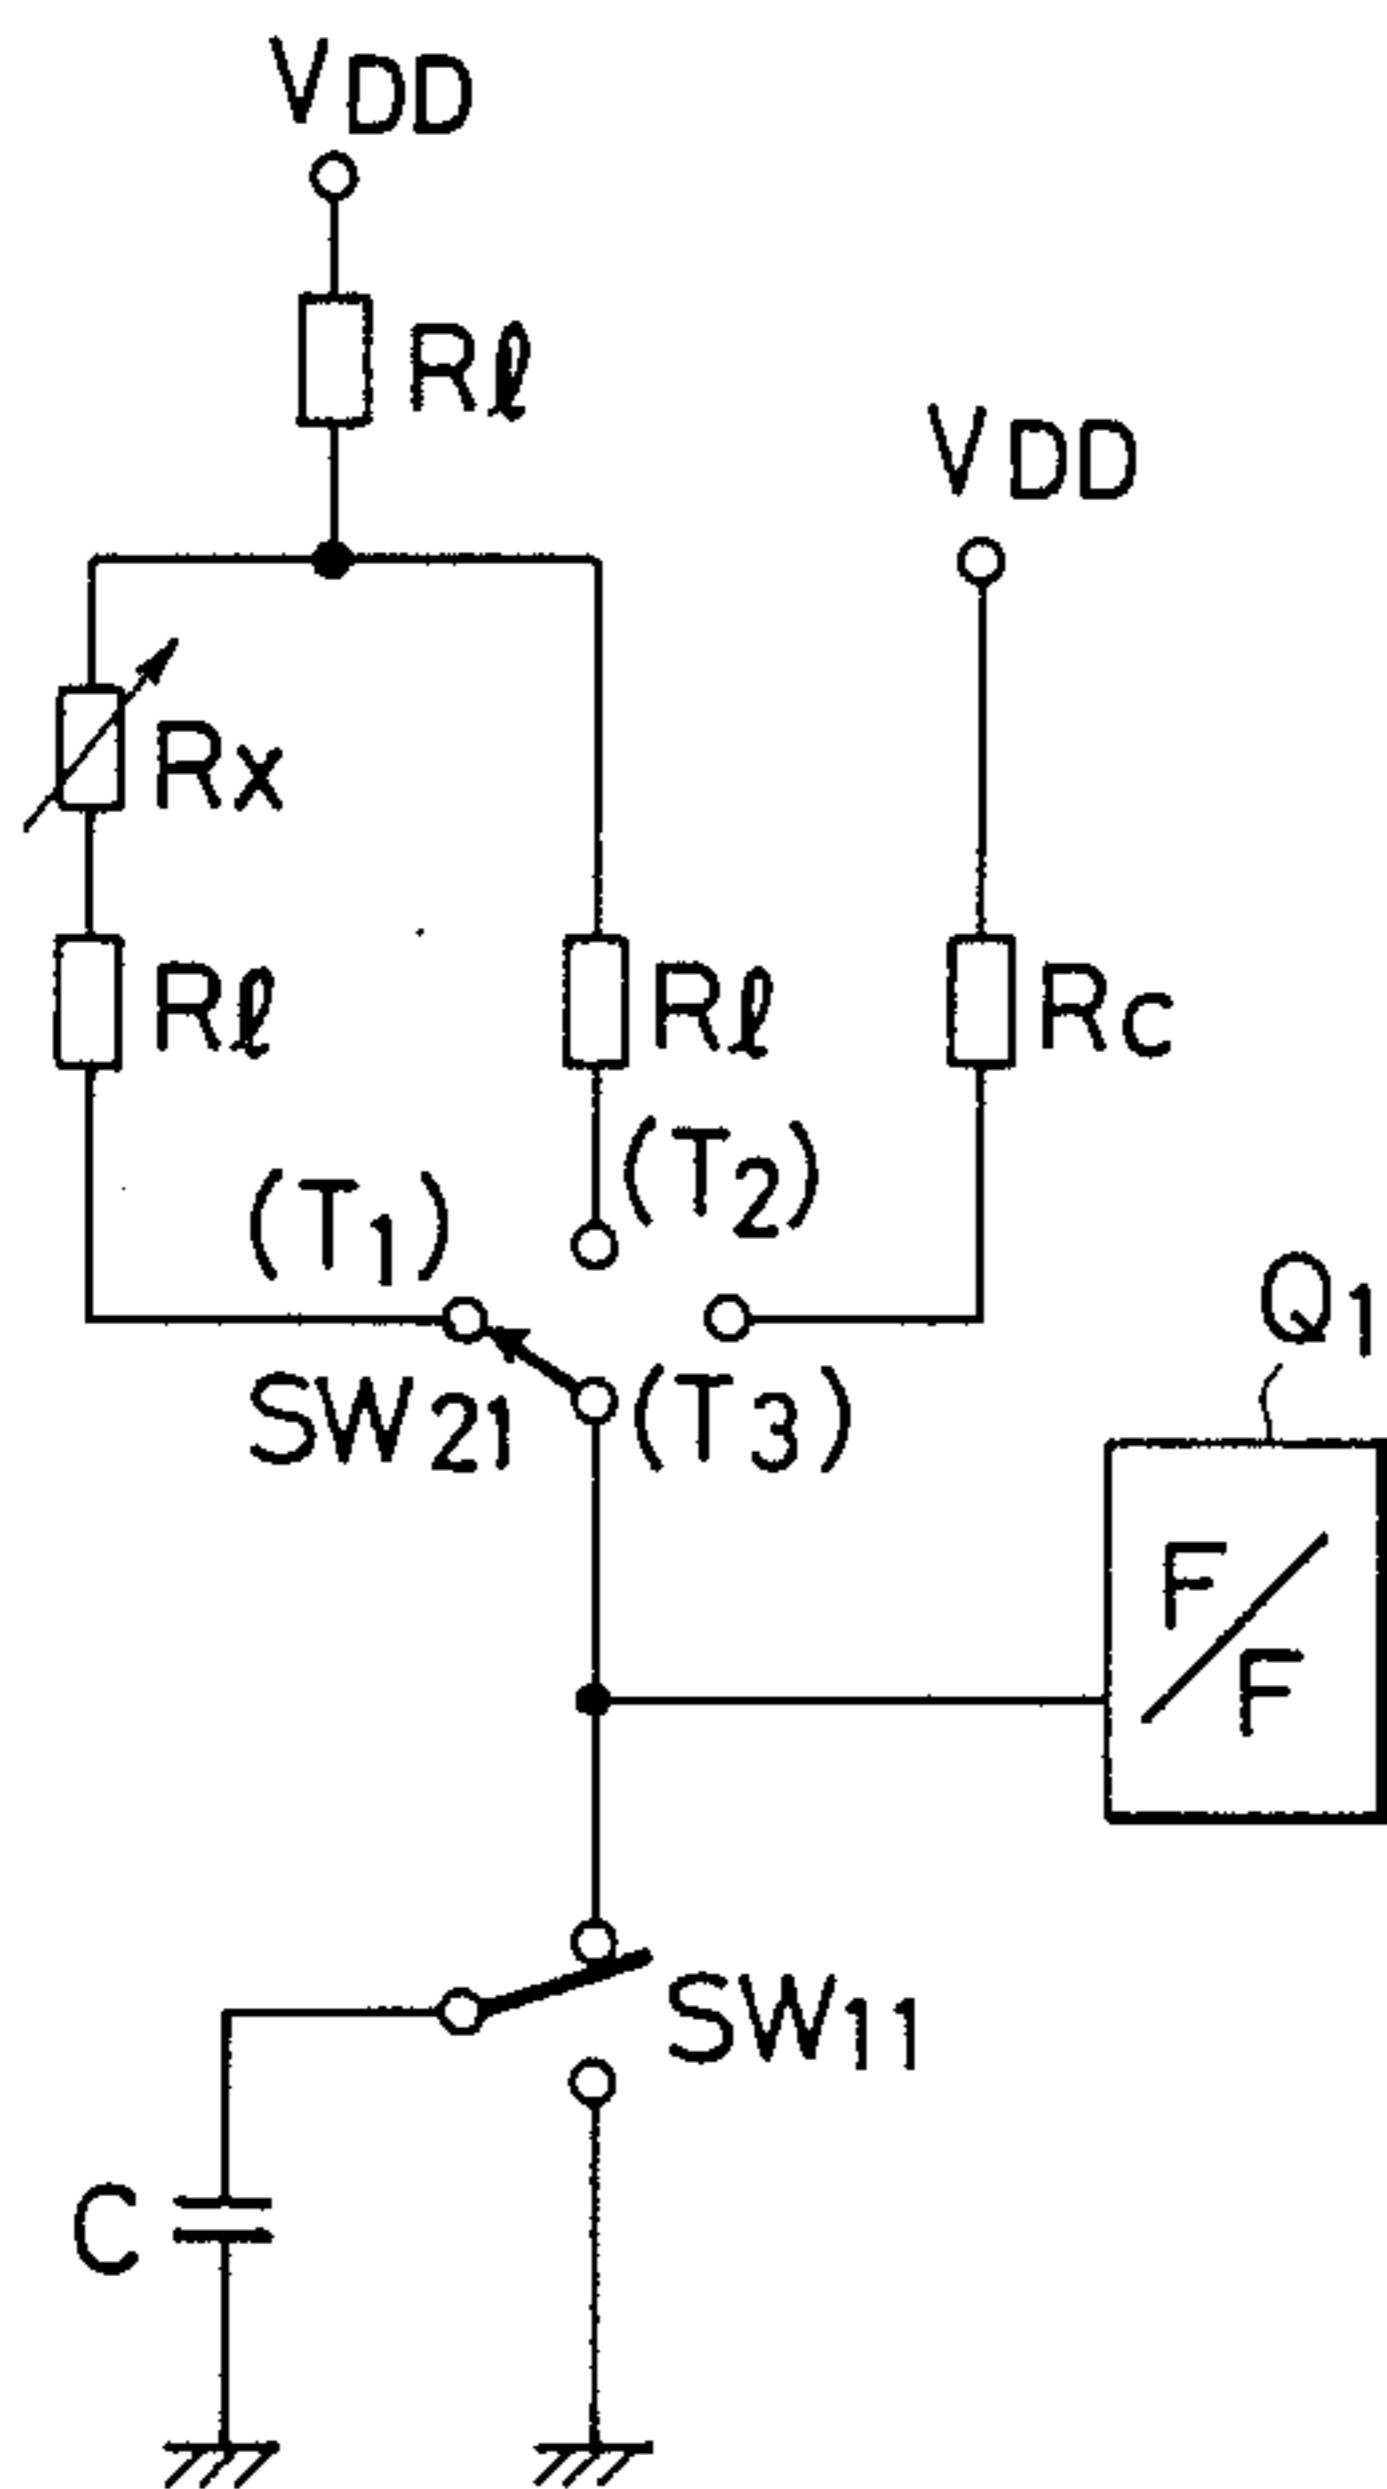 VDD
Rℓ
VDD
Rx
Rℓ
Rℓ
Rc
(T2)
(T1)
Q1
SW21
(T3)
F/F
SW11
C